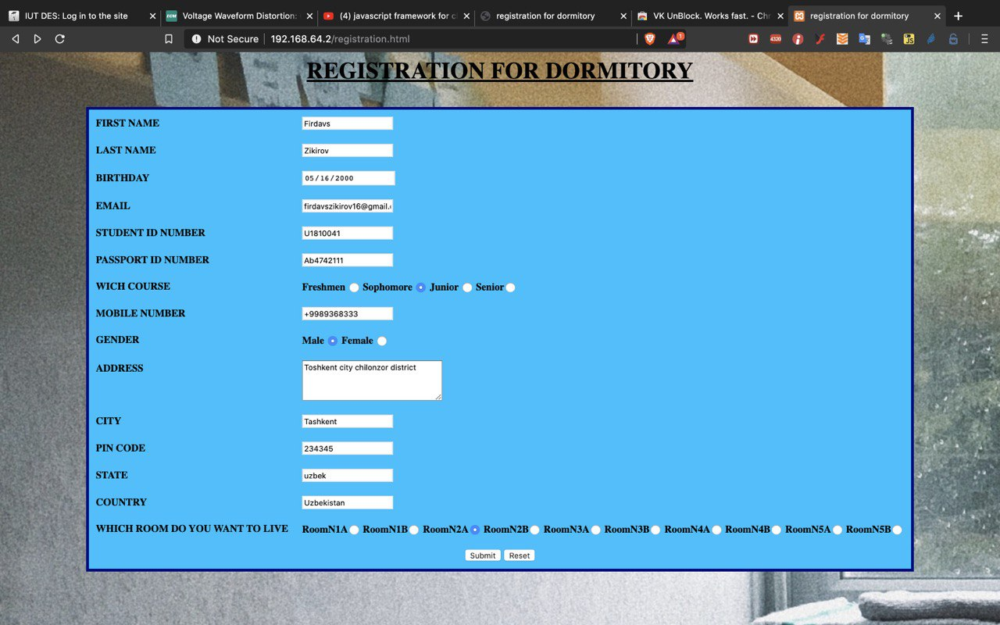 IUT DES: Log in to the site
Voltage Waveform Distortion:
(4) javascript framework for cl
registration for dormitory
VK UnBlock. Works fast. - Chr
registration for dormitory
Not Secure 192.168.64.2/registration.html
REGISTRATION FOR DORMITORY
FIRST NAME Firdavs
LAST NAME Zikirov
BIRTHDAY 05/16/2000
EMAIL firdavszikirov16@gmail.
STUDENT ID NUMBER U1810041
PASSPORT ID NUMBER Ab4742111
WICH COURSE Freshmen Sophomore Junior Senior
MOBILE NUMBER +9989368333
GENDER Male Female
ADDRESS Toshkent city chilonzor district
CITY Tashkent
PIN CODE 234345
STATE uzbek
COUNTRY Uzbekistan
WHICH ROOM DO YOU WANT TO LIVE RoomN1A RoomN1B RoomN2A RoomN2B RoomN3A RoomN3B RoomN4A RoomN4B RoomN5A RoomN5B
Submit Reset